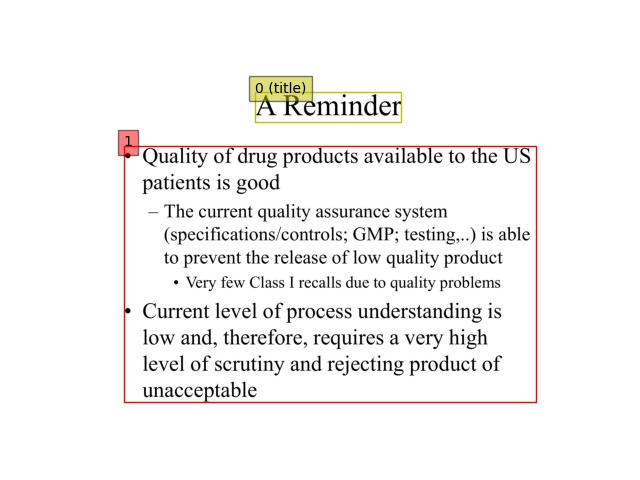 0 (title)
A Reminder
1
• Quality of drug products available to the US
patients is good
– The current quality assurance system
(specifications/controls; GMP; testing,..) is able
to prevent the release of low quality product
• Very few Class I recalls due to quality problems
• Current level of process understanding is
low and, therefore, requires a very high
level of scrutiny and rejecting product of
unacceptable